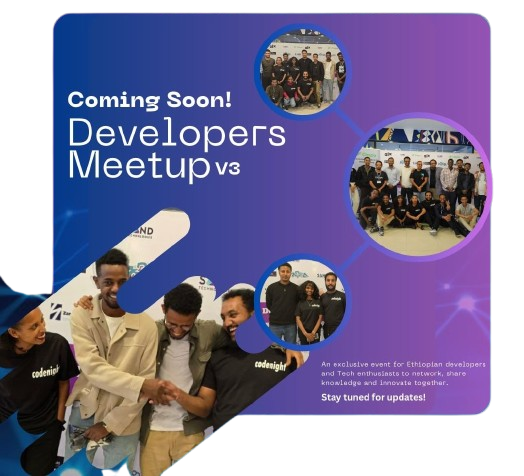 Coming Soon!
Developers
Meetup v3
codenight
codenight
An exclusive event for Ethiopian developers
and Tech enthusiasts to network, share
knowledge and innovate together.
Stay tuned for updates!